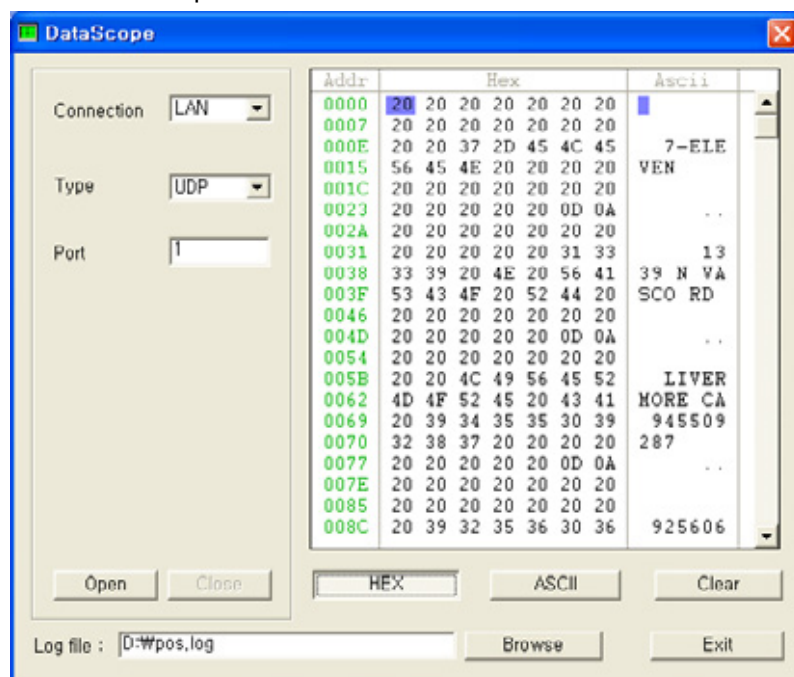 DataScope
Connection LAN
Type UDP
Port 1
Open Close
Addr Hex Ascii
0000 20 20 20 20 20 20 20
0007 20 20 20 20 20 20 20
000E 20 20 37 2D 45 4C 45 7-ELE
0015 56 45 4E 20 20 20 20 VEN
001C 20 20 20 20 20 20 20
0023 20 20 20 20 20 0D 0A ..
002A 20 20 20 20 20 20 20
0031 20 20 20 20 20 31 33 13
0038 33 39 20 4E 20 56 41 39 N VA
003F 53 43 4F 20 52 44 20 SCO RD
0046 20 20 20 20 20 20 20
004D 20 20 20 20 20 0D 0A ..
0054 20 20 20 20 20 20 20
005B 20 20 4C 49 56 45 52 LIVER
0062 4D 4F 52 45 20 43 41 MORE CA
0069 20 39 34 35 35 30 39 945509
0070 32 38 37 20 20 20 20 287
0077 20 20 20 20 20 0D 0A ..
007E 20 20 20 20 20 20 20
0085 20 20 20 20 20 20 20
008C 20 39 32 35 36 30 36 925606
HEX ASCII Clear
Log file : D:₩pos,log Browse Exit